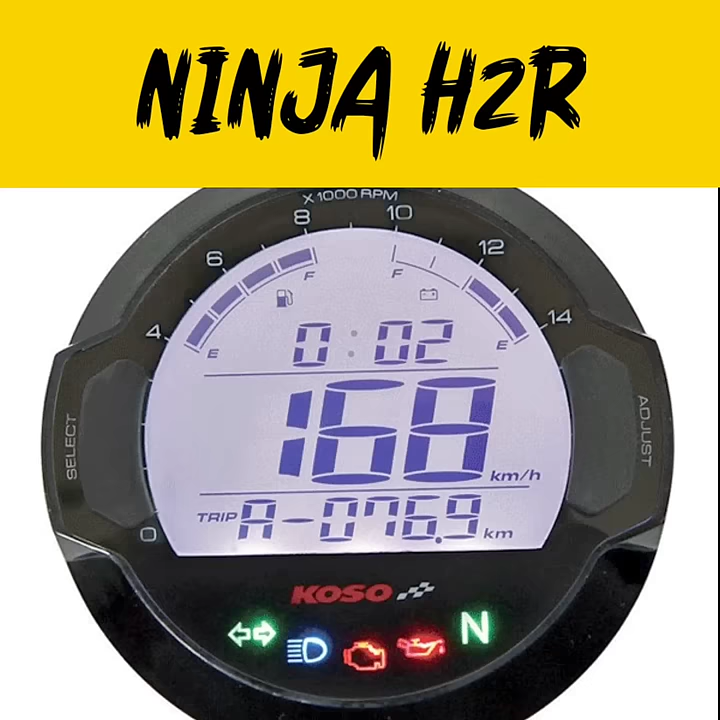 NINJA H2R
X 1000 RPM
8 10
6 12
F F
4 14
E E
0:02
SELECT
ADJUST
168 km/h
TRIP A-076.9 km
0
KOSO
N